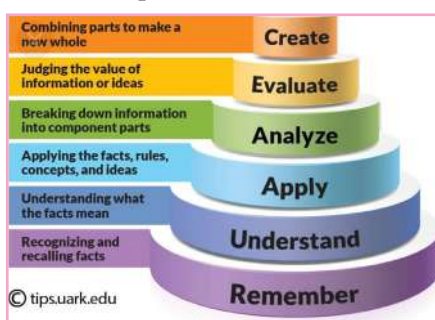 Combining parts to make a
new whole
Create
Judging the value of
information or ideas
Evaluate
Breaking down information
into component parts
Analyze
Applying the facts, rules,
concepts, and ideas
Apply
Understanding what
the facts mean
Understand
Recognizing and
recalling facts
Remember
© tips.uark.edu